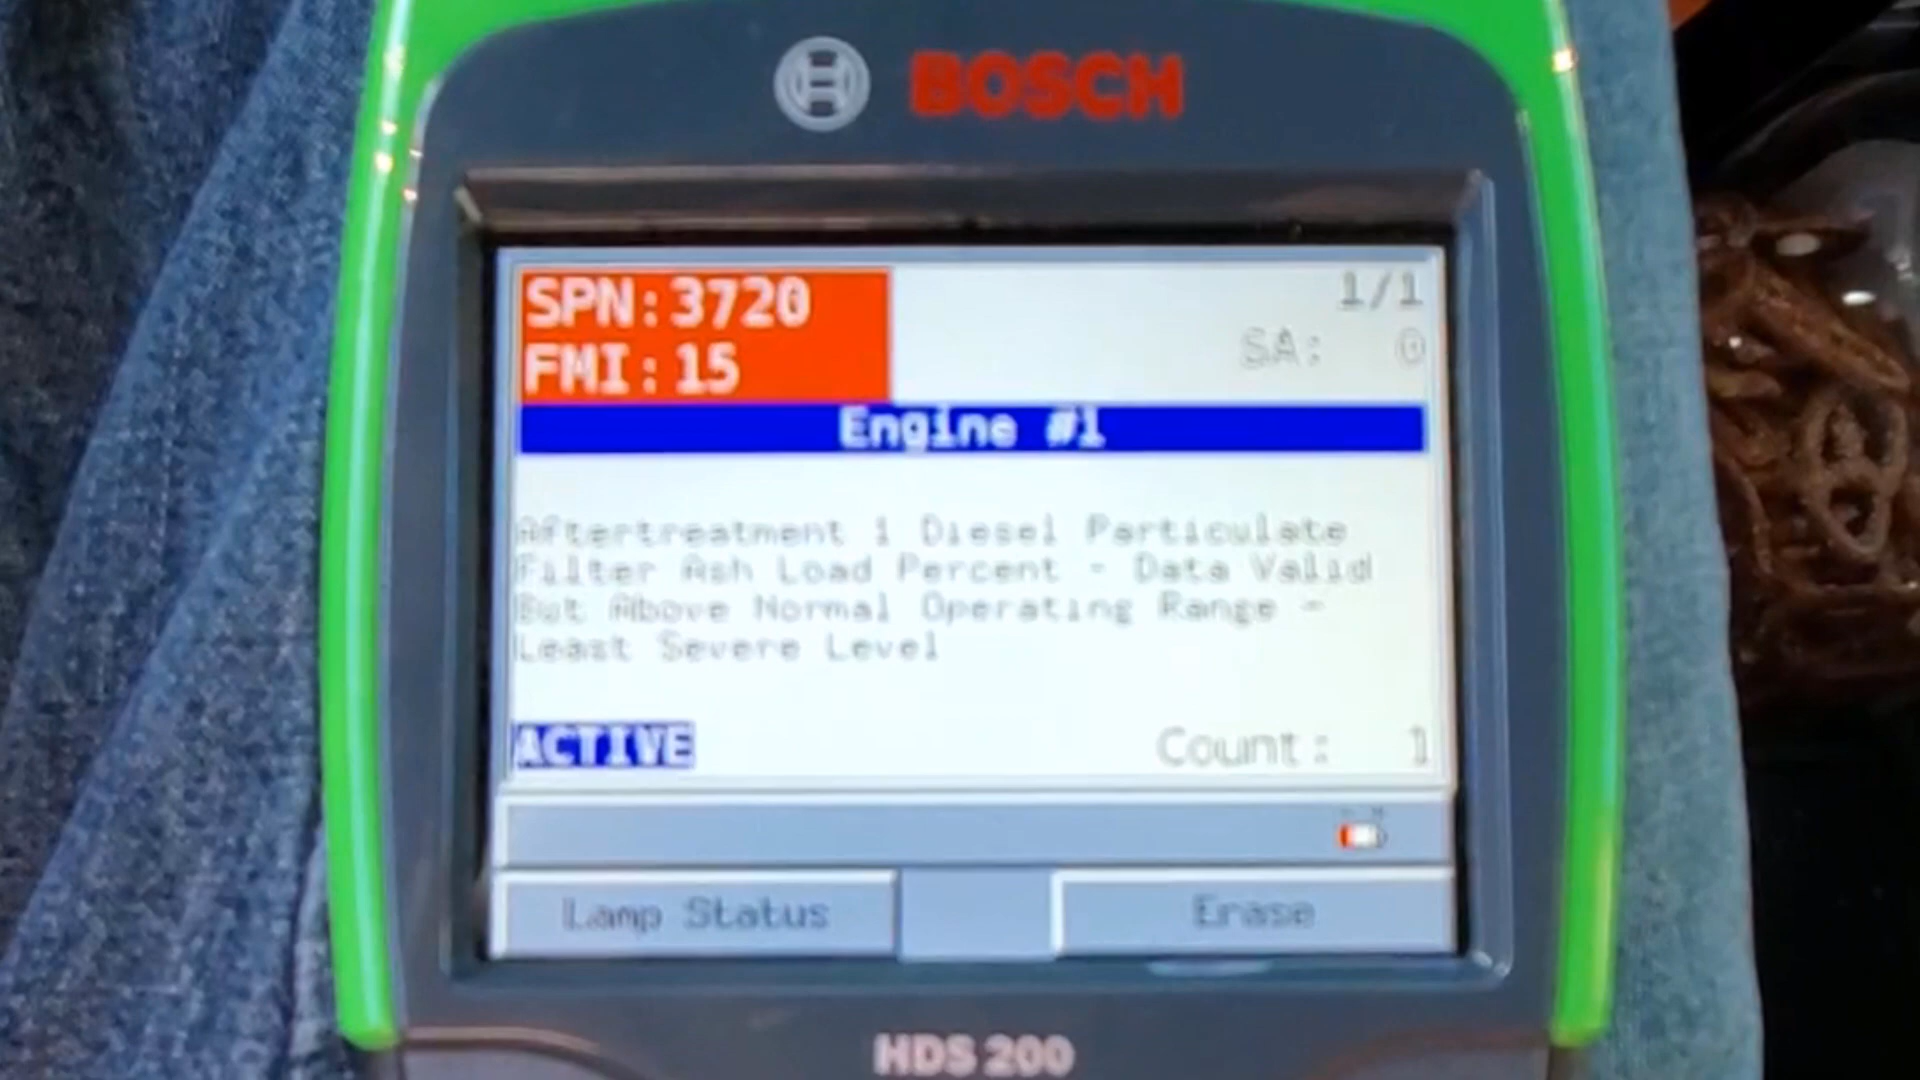 BOSCH
SPN:3720
1/1
FMI:15
SA: 0
Engine #1
Aftertreatment 1 Diesel Particulate
Filter Ash Load Percent - Data Valid
But Above Normal Operating Range -
Least Severe Level
ACTIVE
Count: 1
Lamp Status
Erase
HDS 200